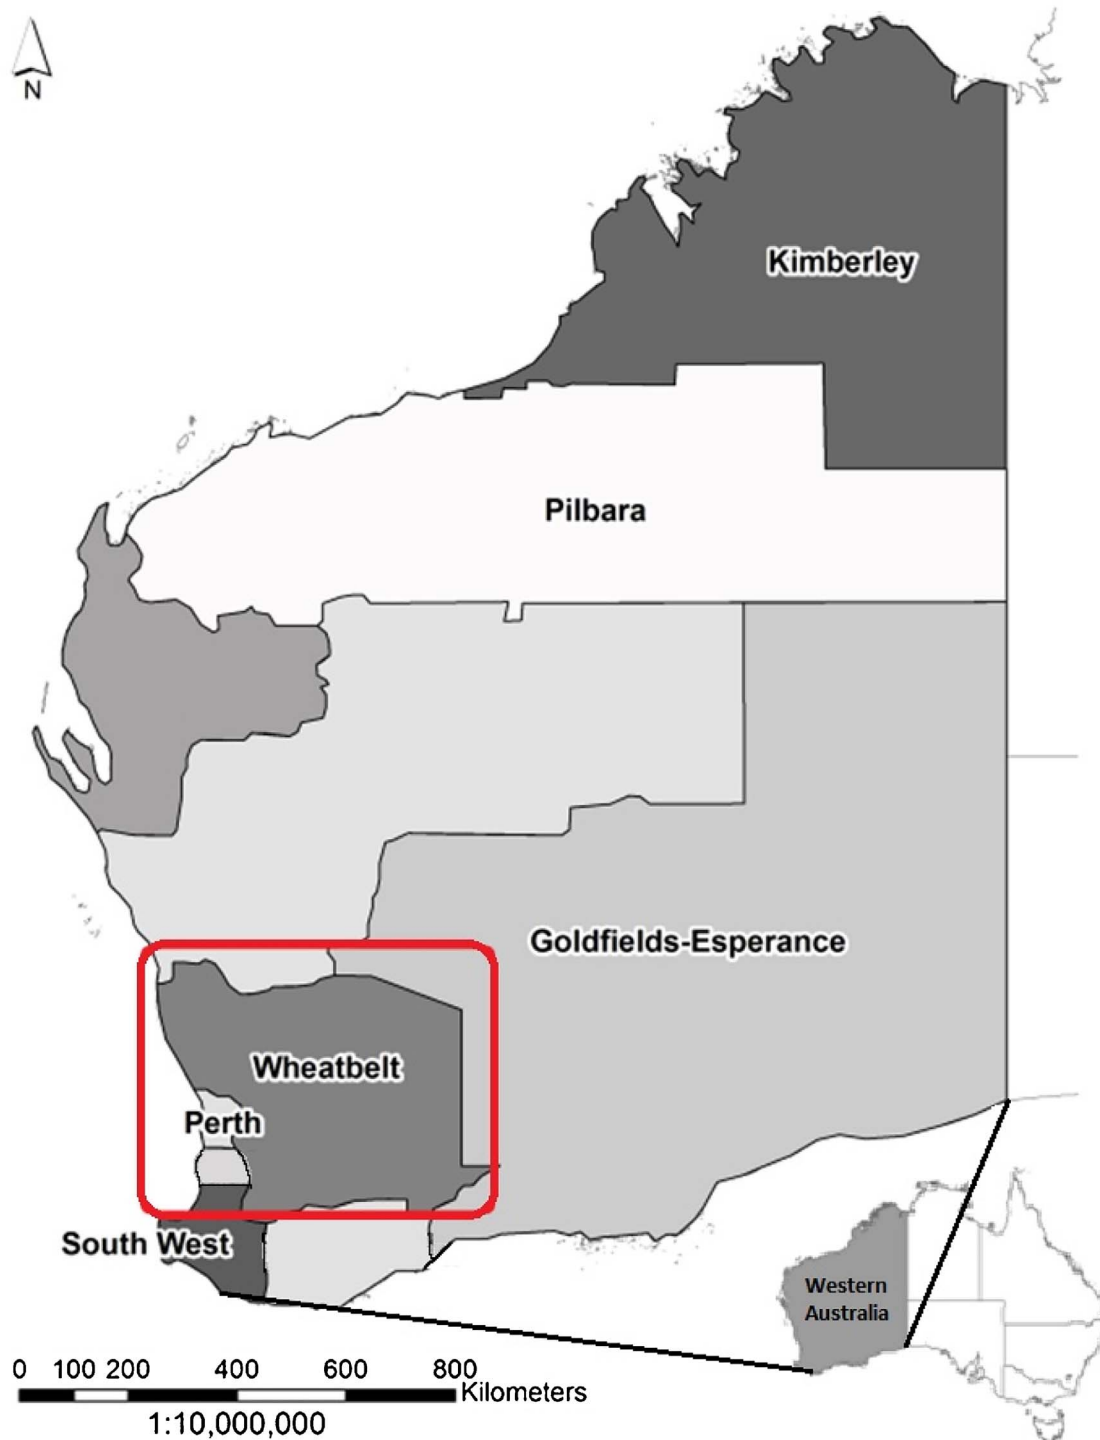 N
Kimberley
Pilbara
Goldfields-Esperance
Wheatbelt
Perth
South West
Western
Australia
0 100 200 400 600 800
Kilometers
1:10,000,000